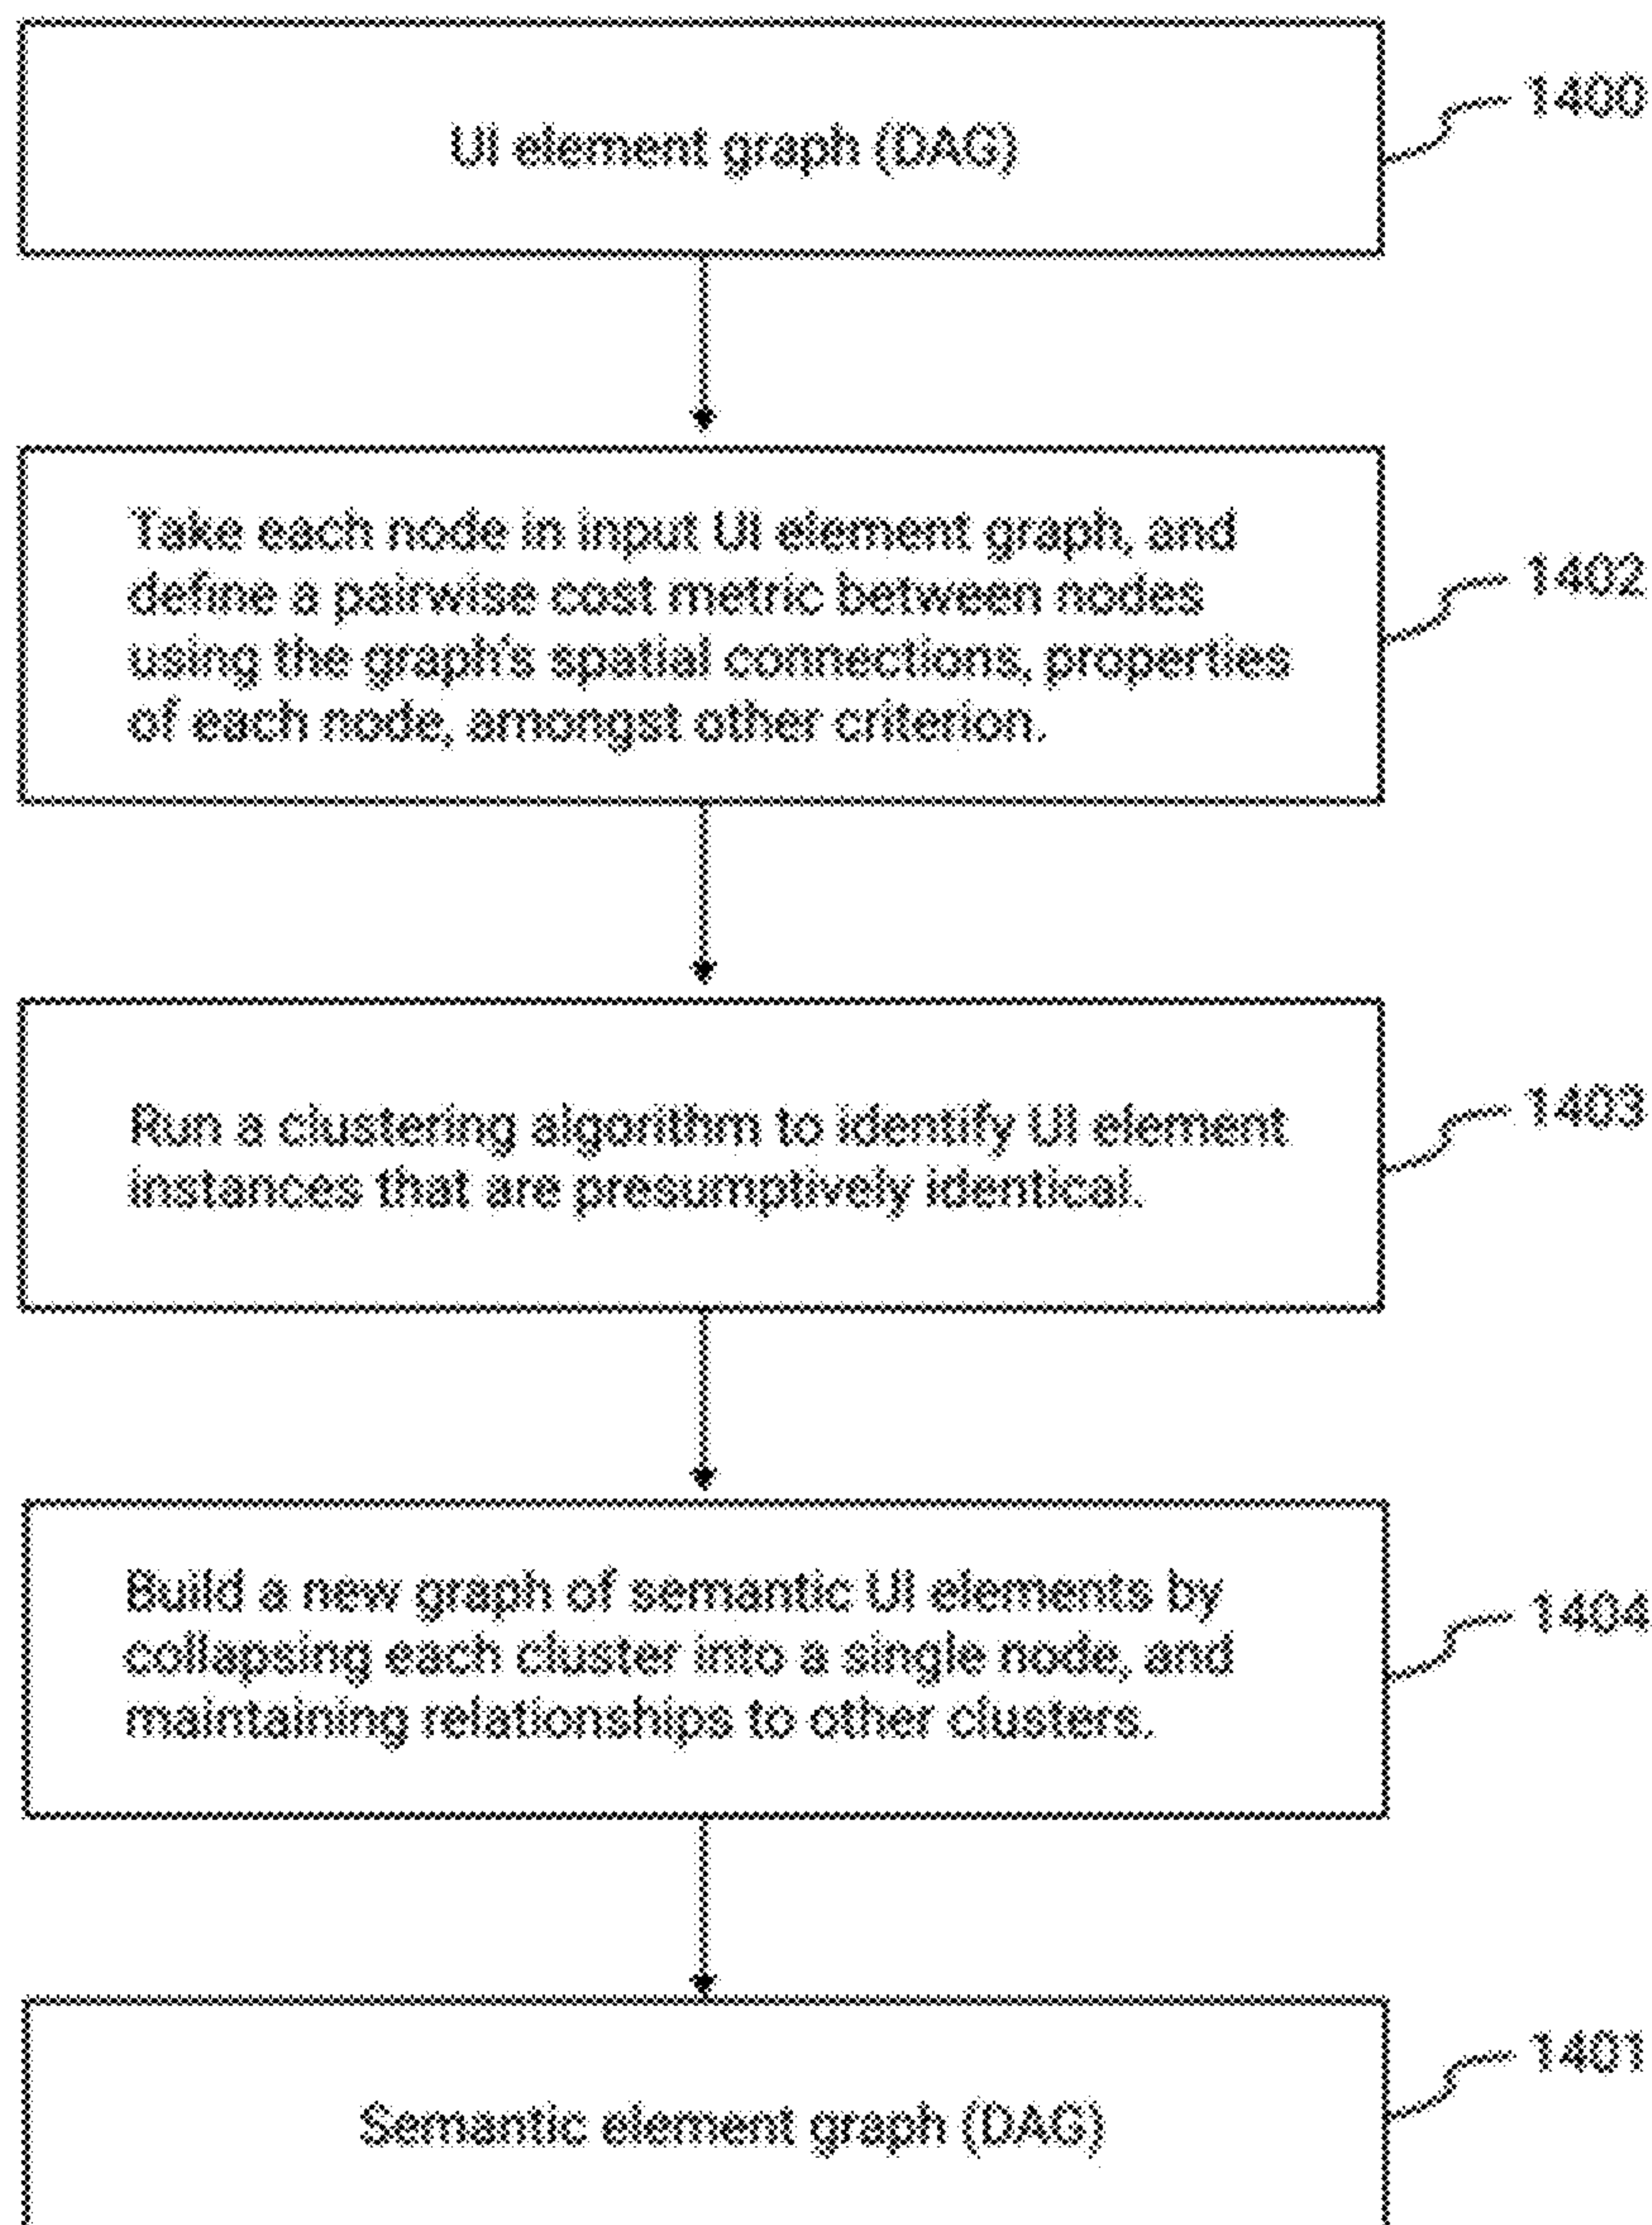 UI element graph (DAG)
1400
Take each node in input UI element graph, and
define a pairwise cost metric between nodes
using the graph's spatial connections, properties
of each node, amongst other criterion.
1402
Run a clustering algorithm to identify UI element
instances that are presumptively identical.
1403
Build a new graph of semantic UI elements by
collapsing each cluster into a single node, and
maintaining relationships to other clusters.
1404
Semantic element graph (DAG)
1401